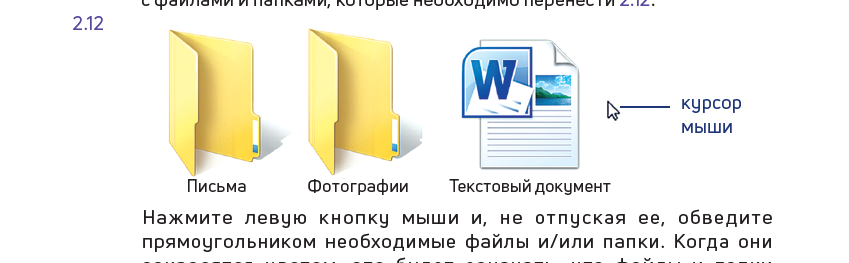 с файлами и папками, которые необходимо перенести 2.12.
2.12
W
курсор
мыши
Письма
Фотографии
Текстовый документ
Нажмите левую кнопку мыши и, не отпуская ее, обведите
прямоугольником необходимые файлы и/или папки. Когда они